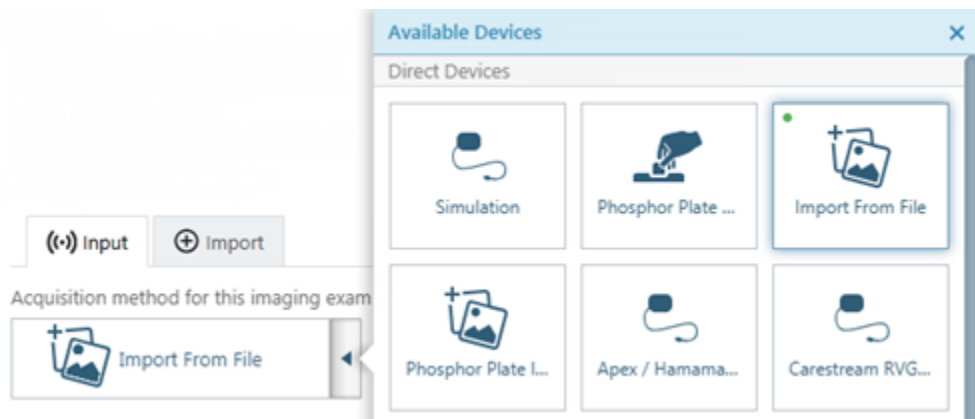 Available Devices
Direct Devices
Simulation
Phosphor Plate ...
Import From File
Input
Import
Acquisition method for this imaging exam
Import From File
Phosphor Plate I...
Apex / Hamama...
Carestream RVG...